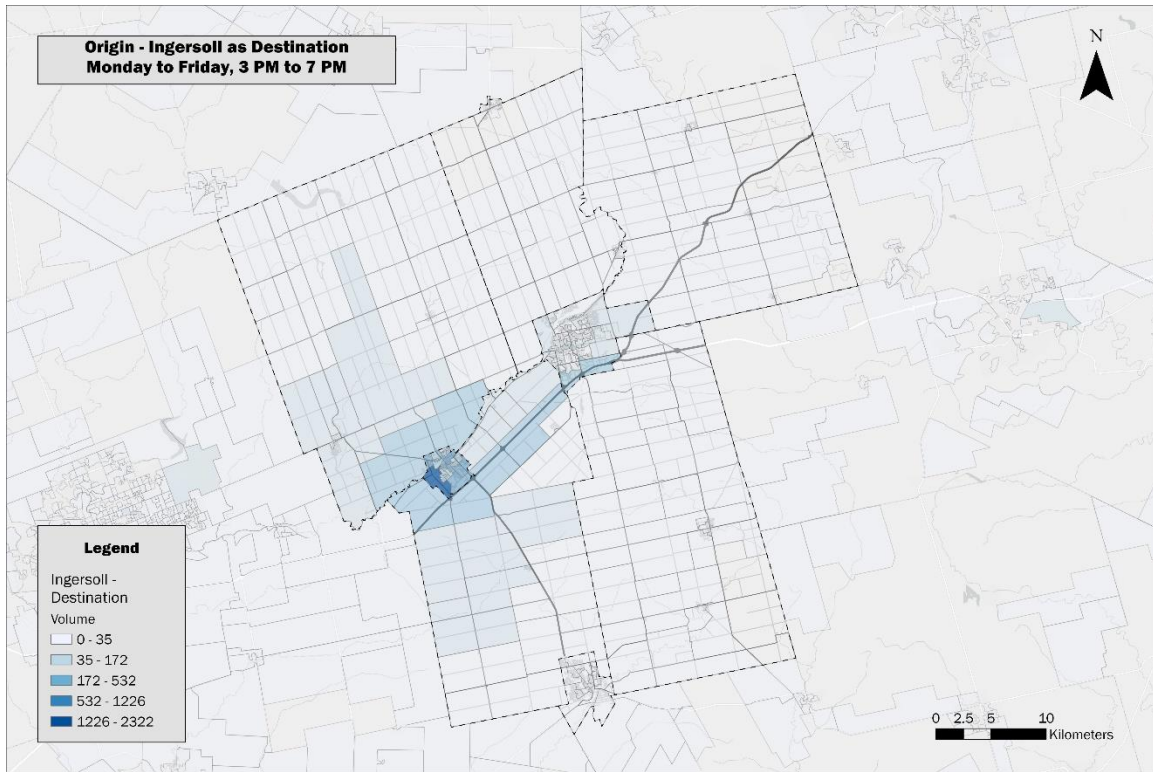 Origin - Ingersoll as Destination
Monday to Friday, 3 PM to 7 PM
N
Legend
Ingersoll -
Destination
Volume
0 - 35
35 - 172
172 - 532
532 - 1226
1226 - 2322
0 2.5 5 10
Kilometers